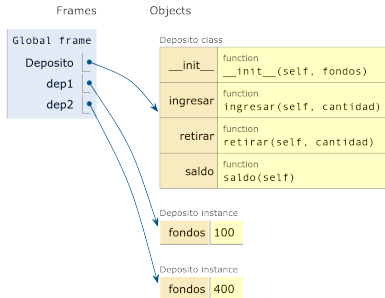 Frames
Objects
Global frame
Deposito
dep1
dep2
Deposito class
__init__
function
__init__(self, fondos)
ingresar
function
ingresar(self, cantidad)
retirar
function
retirar(self, cantidad)
saldo
function
saldo(self)
Deposito instance
fondos 100
Deposito instance
fondos 400